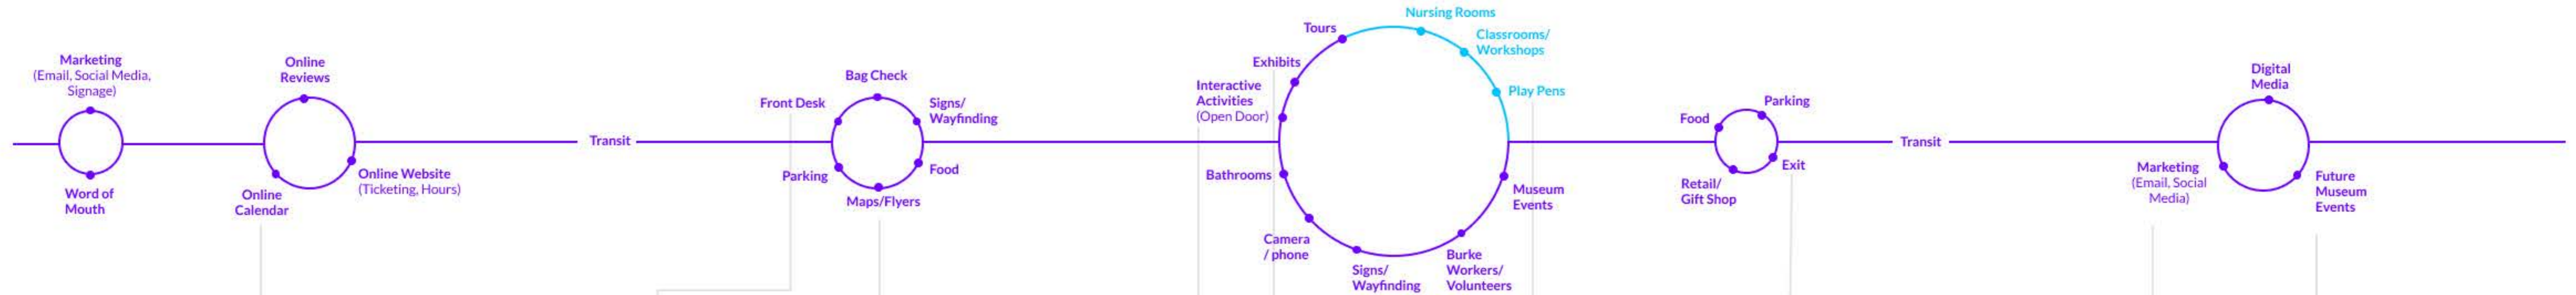 Marketing
(Email, Social Media,
Signage)
Word of
Mouth
Online
Reviews
Online Website
(Ticketing, Hours)
Online
Calendar
Transit
Front Desk
Bag Check
Signs/
Wayfinding
Parking
Food
Maps/Flyers
Tours
Nursing Rooms
Classrooms/
Workshops
Exhibits
Interactive
Activities
(Open Door)
Play Pens
Bathrooms
Museum
Events
Camera
/ phone
Signs/
Wayfinding
Burke
Workers/
Volunteers
Food
Parking
Exit
Retail/
Gift Shop
Transit
Digital
Media
Marketing
(Email, Social
Media)
Future
Museum
Events